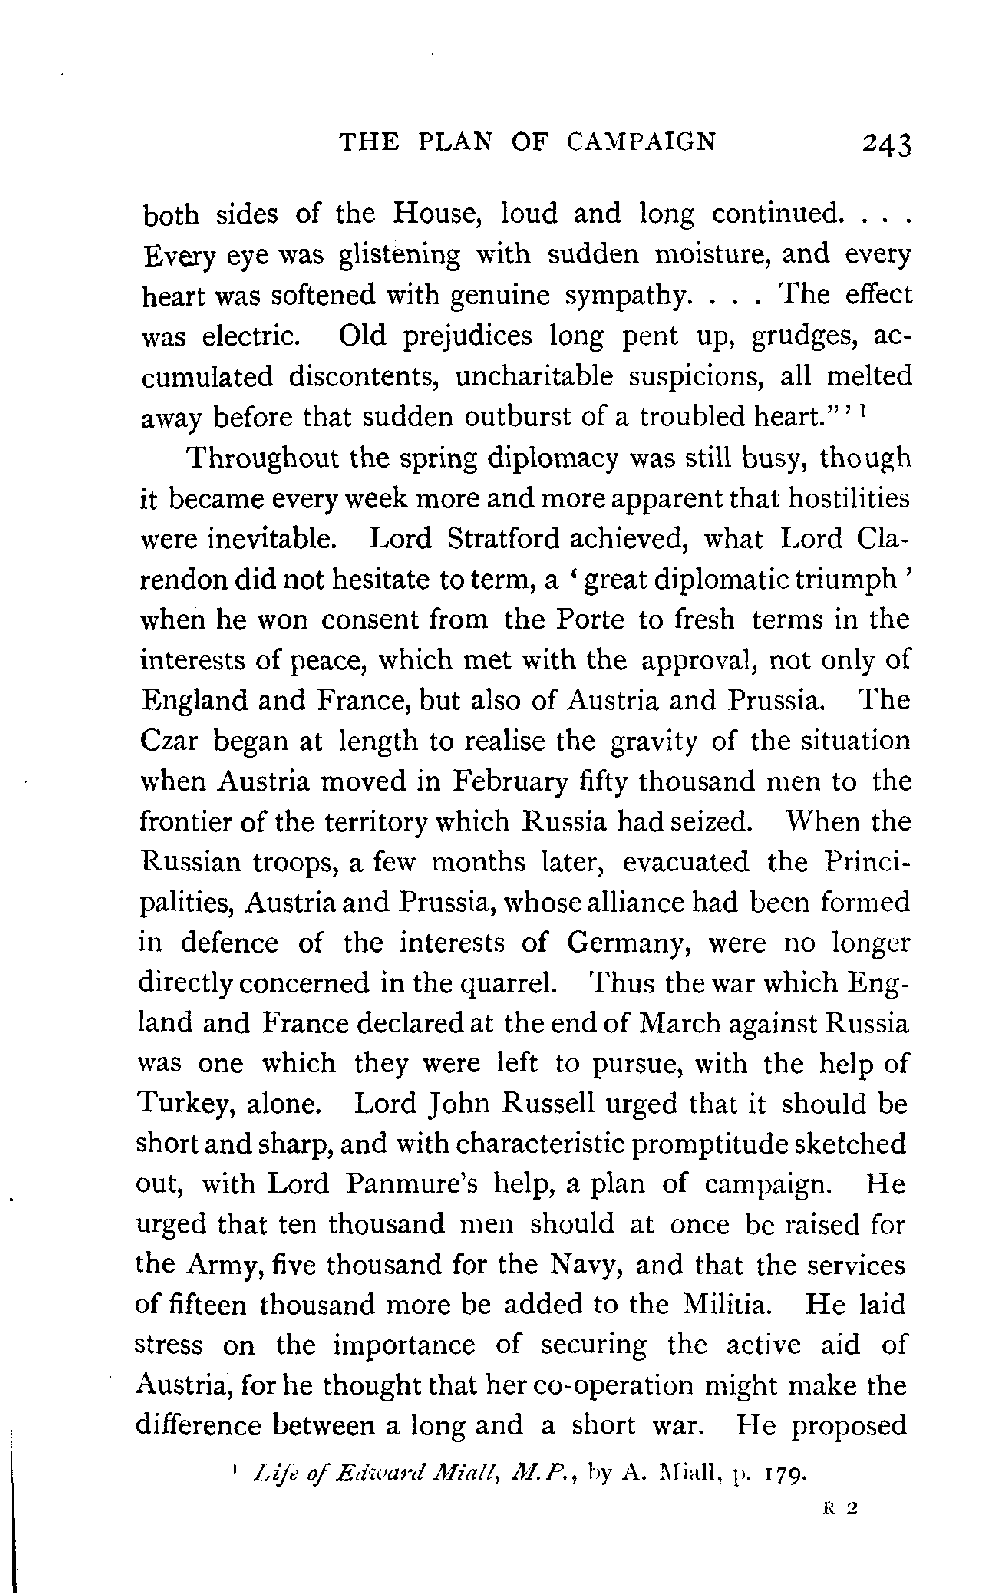 THE PLAN OF CAMPAIGN 243
both sides of the House, loud and long continued. . . .
Every eye was glistening with sudden moisture, and every
heart was softened with genuine sympathy. . . . The effect
was electric. Old prejudices long pent up, grudges, ac-
cumulated discontents, uncharitable suspicions, all melted
away before that sudden outburst of a troubled heart.” ’ 1
Throughout the spring diplomacy was still busy, though
it became every week more and more apparent that hostilities
were inevitable. Lord Stratford achieved, what Lord Cla-
rendon did not hesitate to term, a ‘ great diplomatic triumph ’
when he won consent from the Porte to fresh terms in the
interests of peace, which met with the approval, not only of
England and France, but also of Austria and Prussia. The
Czar began at length to realise the gravity of the situation
when Austria moved in February fifty thousand men to the
frontier of the territory which Russia had seized. When the
Russian troops, a few months later, evacuated the Princi-
palities, Austria and Prussia, whose alliance had been formed
in defence of the interests of Germany, were no longer
directly concerned in the quarrel. Thus the war which Eng-
land and France declared at the end of March against Russia
was one which they were left to pursue, with the help of
Turkey, alone. Lord John Russell urged that it should be
short and sharp, and with characteristic promptitude sketched
out, with Lord Panmure’s help, a plan of campaign. He
urged that ten thousand men should at once be raised for
the Army, five thousand for the Navy, and that the services
of fifteen thousand more be added to the Militia. He laid
stress on the importance of securing the active aid of
Austria, for he thought that her co-operation might make the
difference between a long and a short war. He proposed
1 Life of Edward Miall, M.P., by A. Miall, p. 179.
R 2